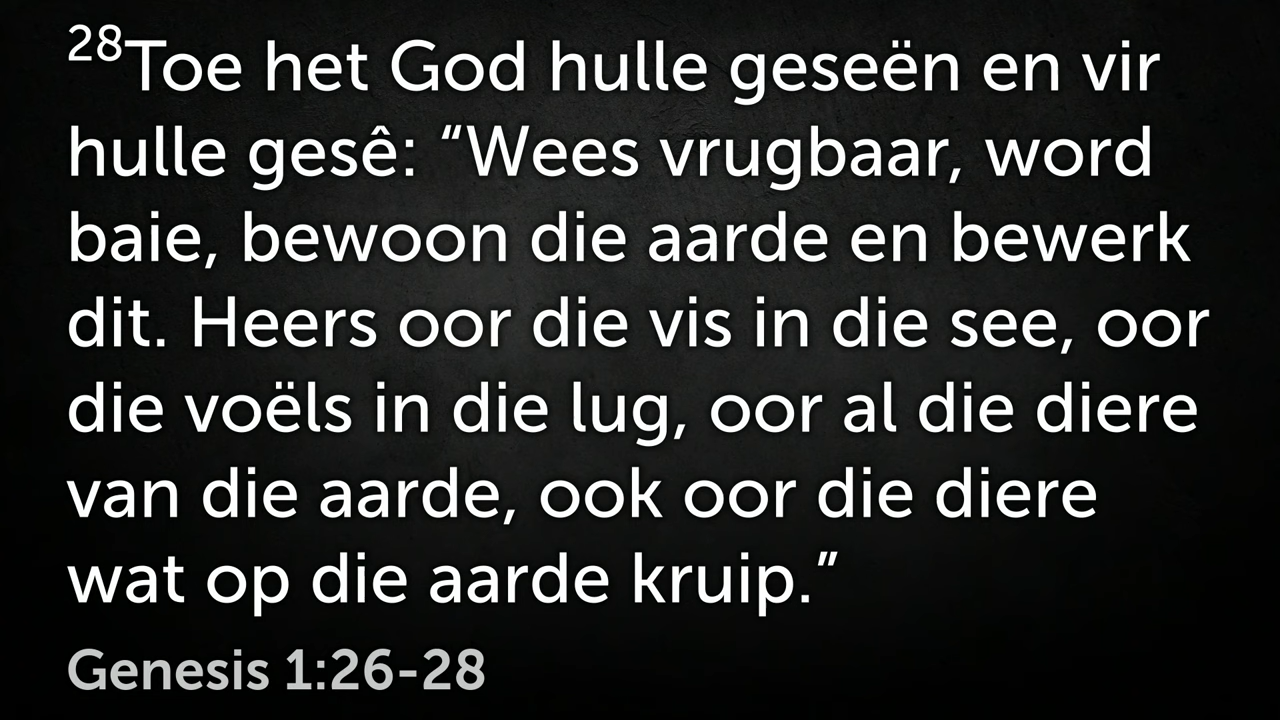 28Toe het God hulle geseën en vir
hulle gesê: “Wees vrugbaar, word
baie, bewoon die aarde en bewerk
dit. Heers oor die vis in die see, oor
die voëls in die lug, oor al die diere
van die aarde, ook oor die diere
wat op die aarde kruip.”
Genesis 1:26-28